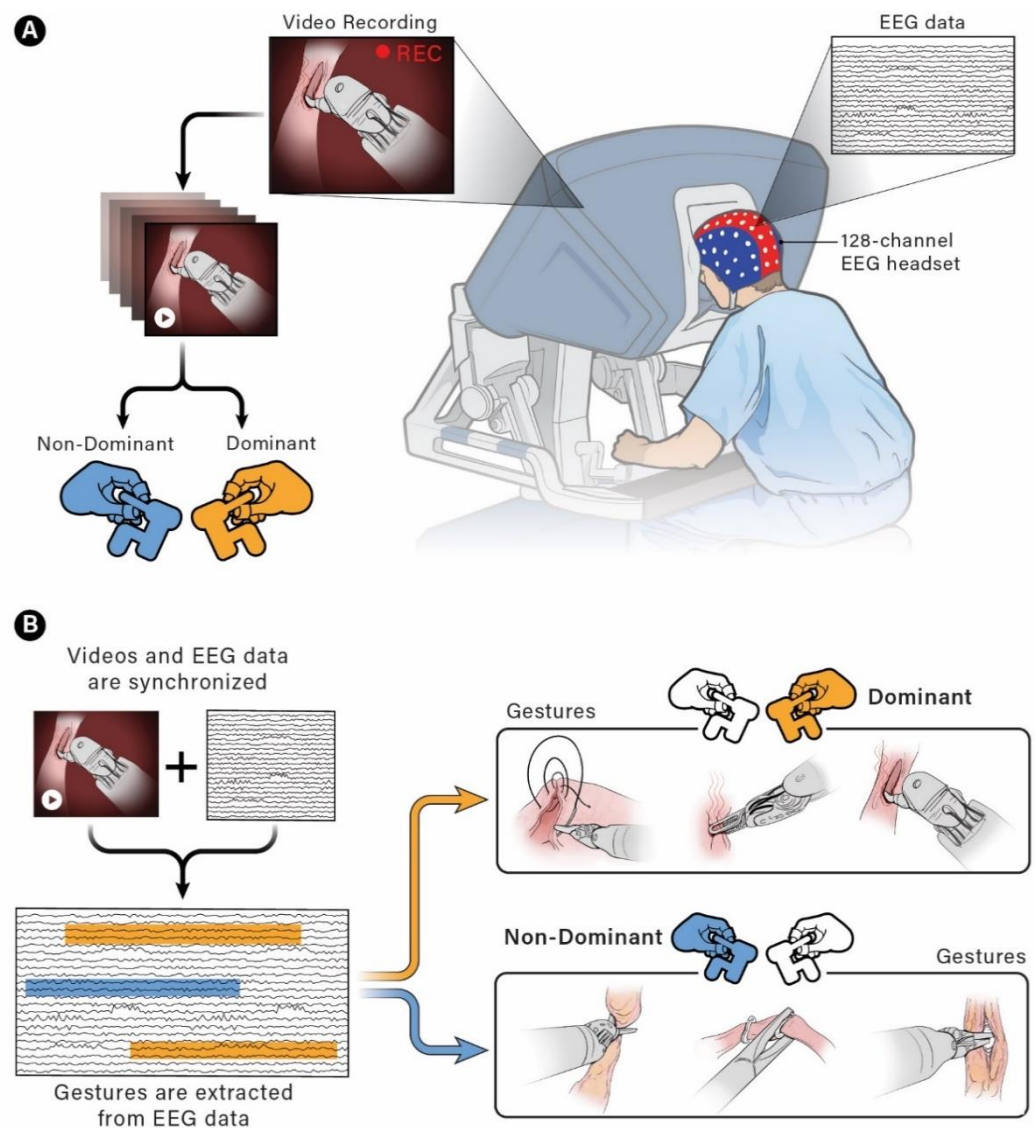 A
Video Recording
REC
EEG data
128-channel
EEG headset
Non-Dominant
Dominant
B
Videos and EEG data
are synchronized
+
Gestures are extracted
from EEG data
Dominant
Gestures
Non-Dominant
Gestures